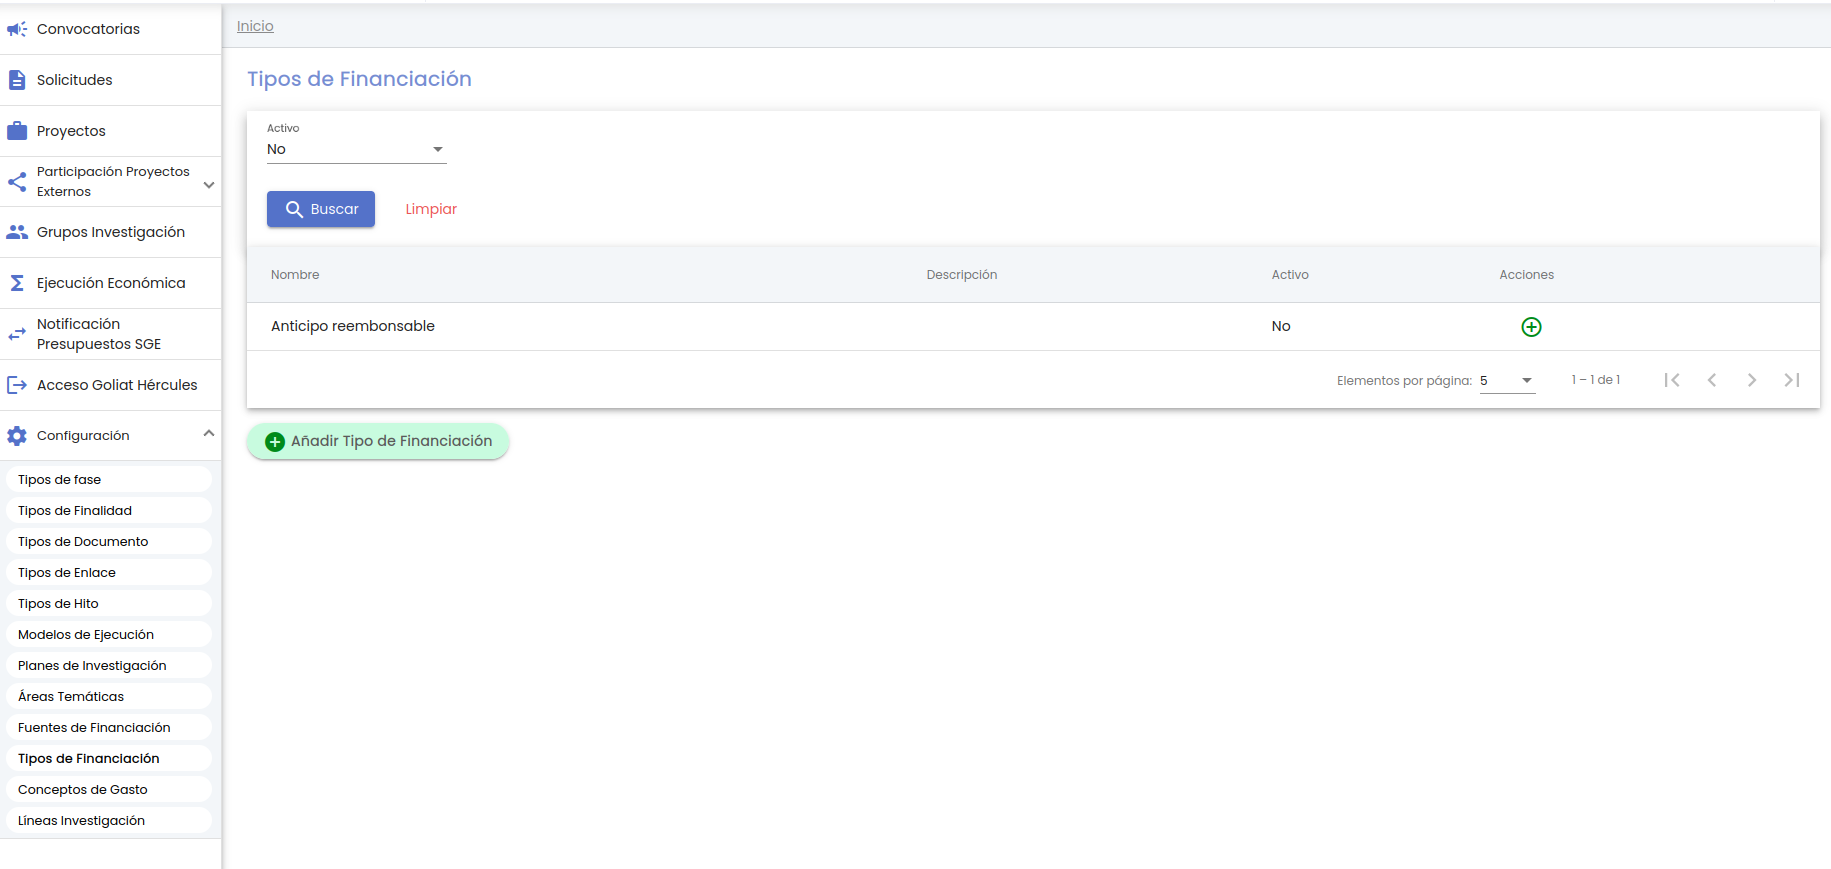 Convocatorias
Solicitudes
Proyectos
Participación Proyectos
Externos
Grupos Investigación
Ejecución Económica
Notificación
Presupuestos SGE
Acceso Goliat Hércules
Configuración
Tipos de fase
Tipos de Finalidad
Tipos de Documento
Tipos de Enlace
Tipos de Hito
Modelos de Ejecución
Planes de Investigación
Áreas Temáticas
Fuentes de Financiación
Tipos de Financiación
Conceptos de Gasto
Líneas Investigación
Inicio
Tipos de Financiación
Activo
No
Buscar Limpiar
Nombre Descripción Activo Acciones
Anticipo reembonsable No
Elementos por página: 5 1 – 1 de 1
Añadir Tipo de Financiación